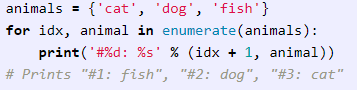 animals = {'cat', 'dog', 'fish'}
for idx, animal in enumerate(animals):
    print('#%d: %s' % (idx + 1, animal))
# Prints "#1: fish", "#2: dog", "#3: cat"